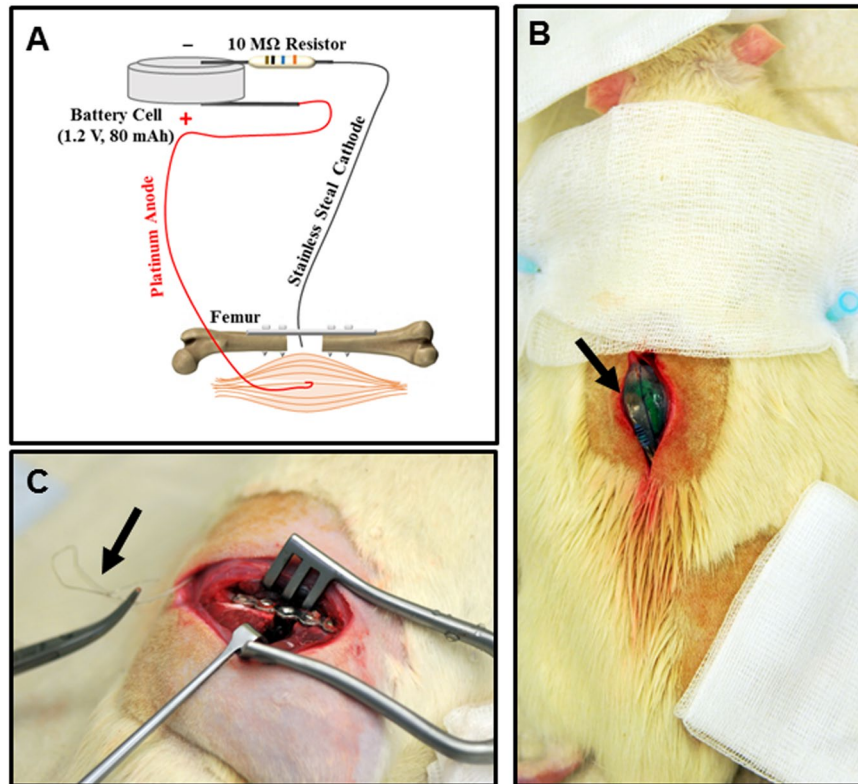 A
–
10 MΩ Resistor
Battery Cell
(1.2 V, 80 mAh)
+
Platinum Anode
Stainless Steal Cathode
Femur
B
C